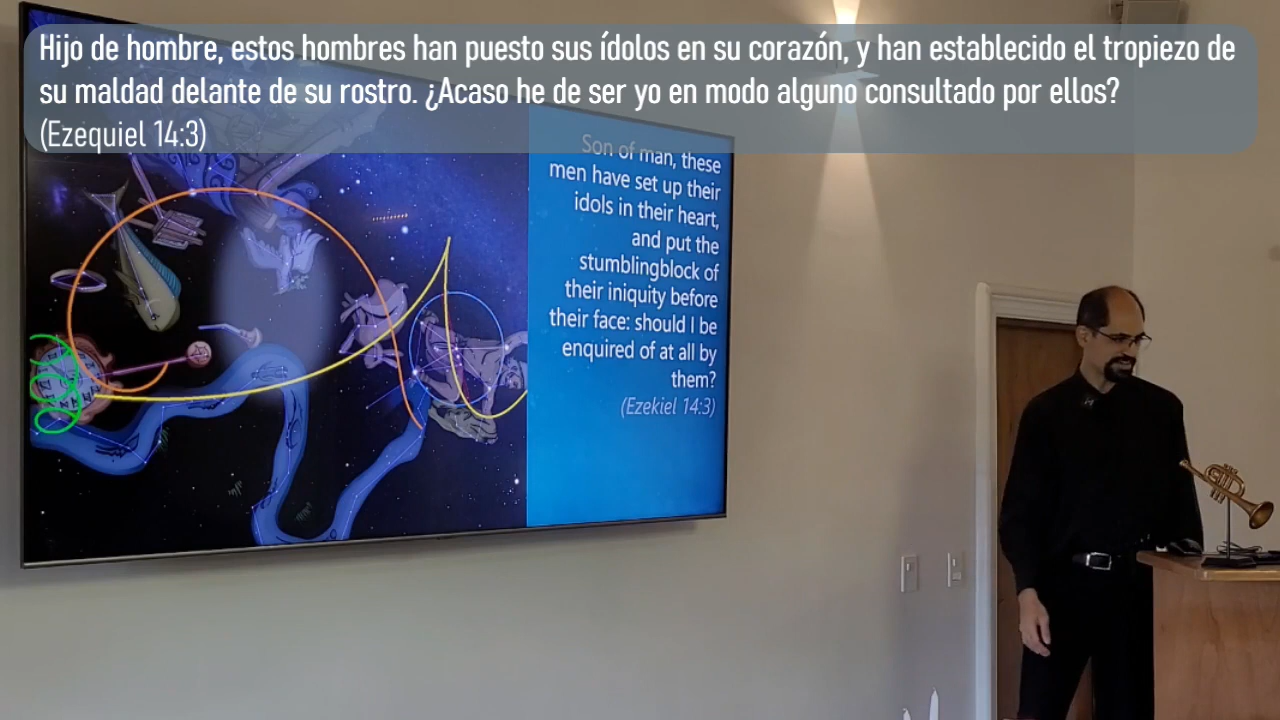 Hijo de hombre, estos hombres han puesto sus ídolos en su corazón, y han establecido el tropiezo de
su maldad delante de su rostro. ¿Acaso he de ser yo en modo alguno consultado por ellos?
(Ezequiel 14:3)
Son of man, these
men have set up their
idols in their heart,
and put the
stumblingblock of
their iniquity before
their face: should I be
enquired of at all by
them?
(Ezekiel 14:3)